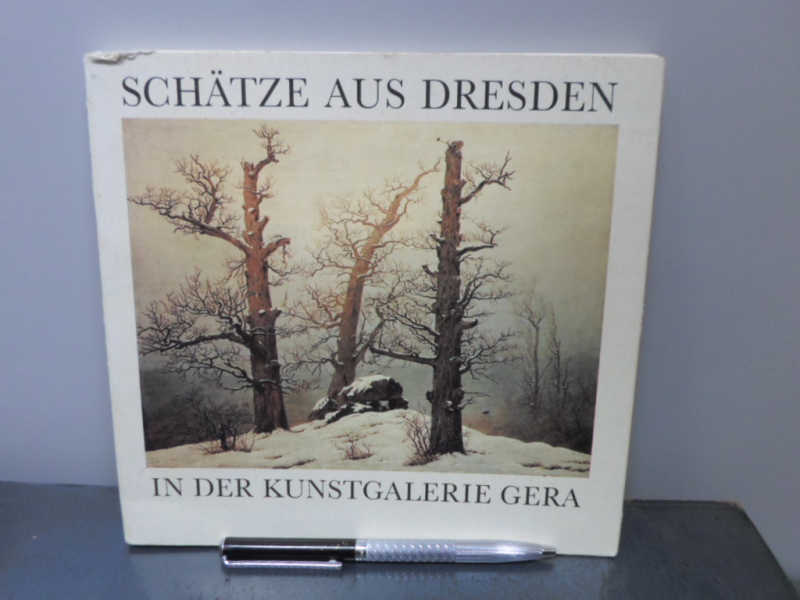 SCHÄTZE AUS DRESDEN
IN DER KUNSTGALERIE GERA